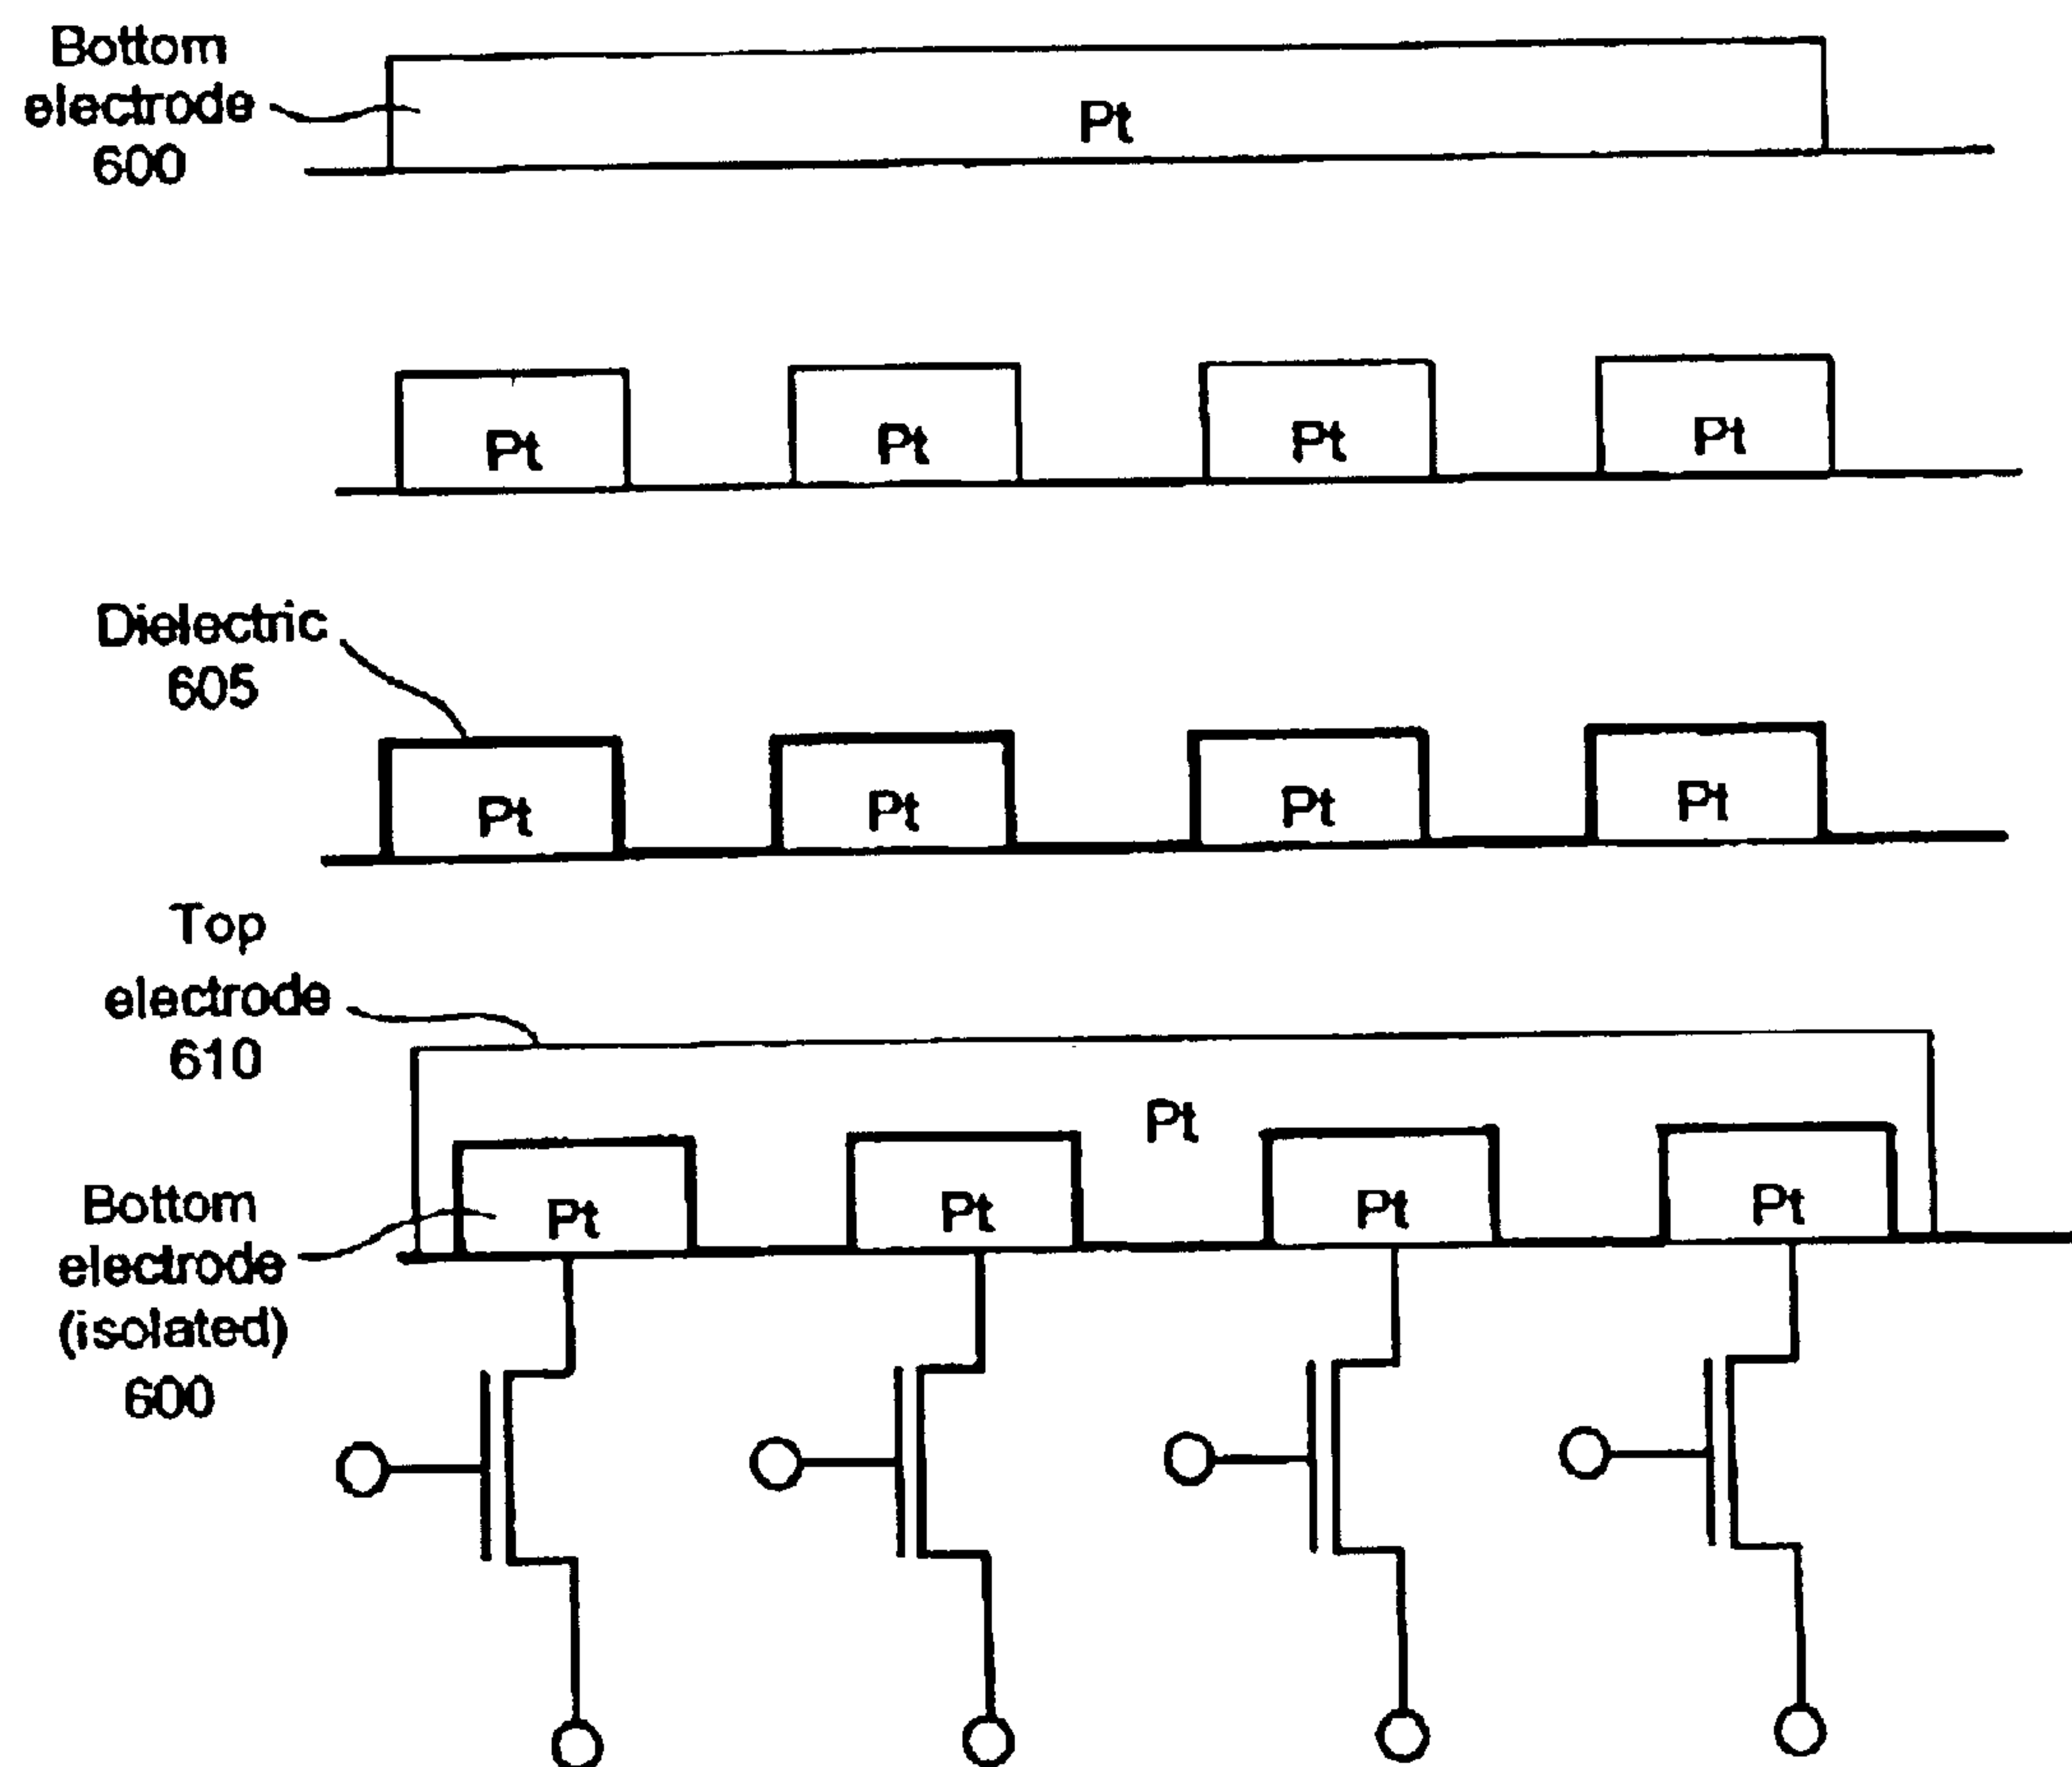 Bottom
electrode
600
Pt
Pt Pt Pt Pt
Dielectric
605
Pt Pt Pt Pt
Top
electrode
610
Pt
Bottom
electrode
(isolated)
600
Pt Pt Pt Pt